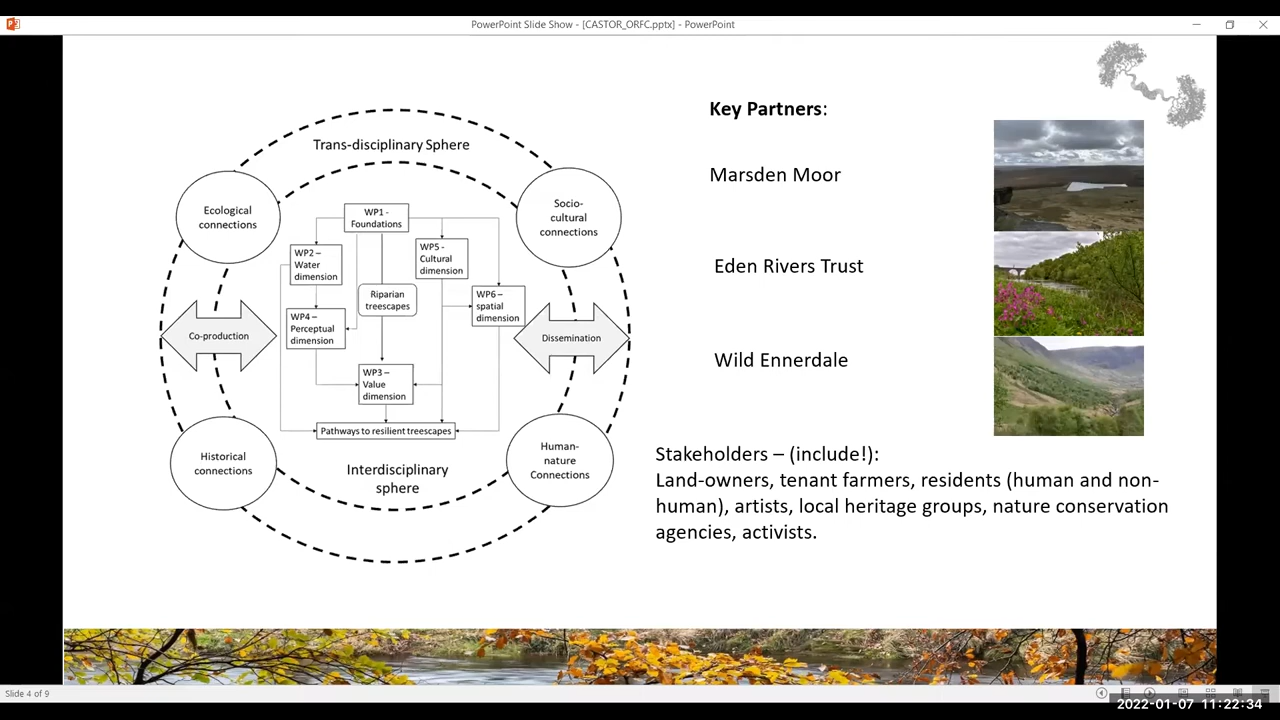 PowerPoint Slide Show - [CASTOR_ORFC.pptx] - PowerPoint
Trans-disciplinary Sphere
Ecological
connections
Socio-
cultural
connections
WP1 -
Foundations
WP2 –
Water
dimension
WP5 -
Cultural
dimension
Riparian
treescapes
WP6 –
spatial
dimension
WP4 –
Perceptual
dimension
Co-production
Dissemination
WP3 –
Value
dimension
Pathways to resilient treescapes
Historical
connections
Human-
nature
Connections
Interdisciplinary
sphere
Key Partners:
Marsden Moor
Eden Rivers Trust
Wild Ennerdale
Stakeholders – (include!):
Land-owners, tenant farmers, residents (human and non-
human), artists, local heritage groups, nature conservation
agencies, activists.
Slide 4 of 9
2022-01-07 11:22:34